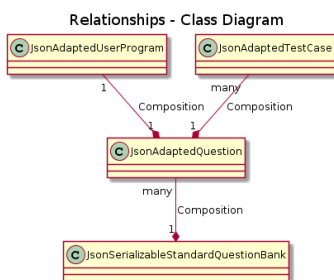 Relationships - Class Diagram
C JsonAdaptedUserProgram
C JsonAdaptedTestCase
1
many
Composition
Composition
1
1
C JsonAdaptedQuestion
many
Composition
1
C JsonSerializableStandardQuestionBank